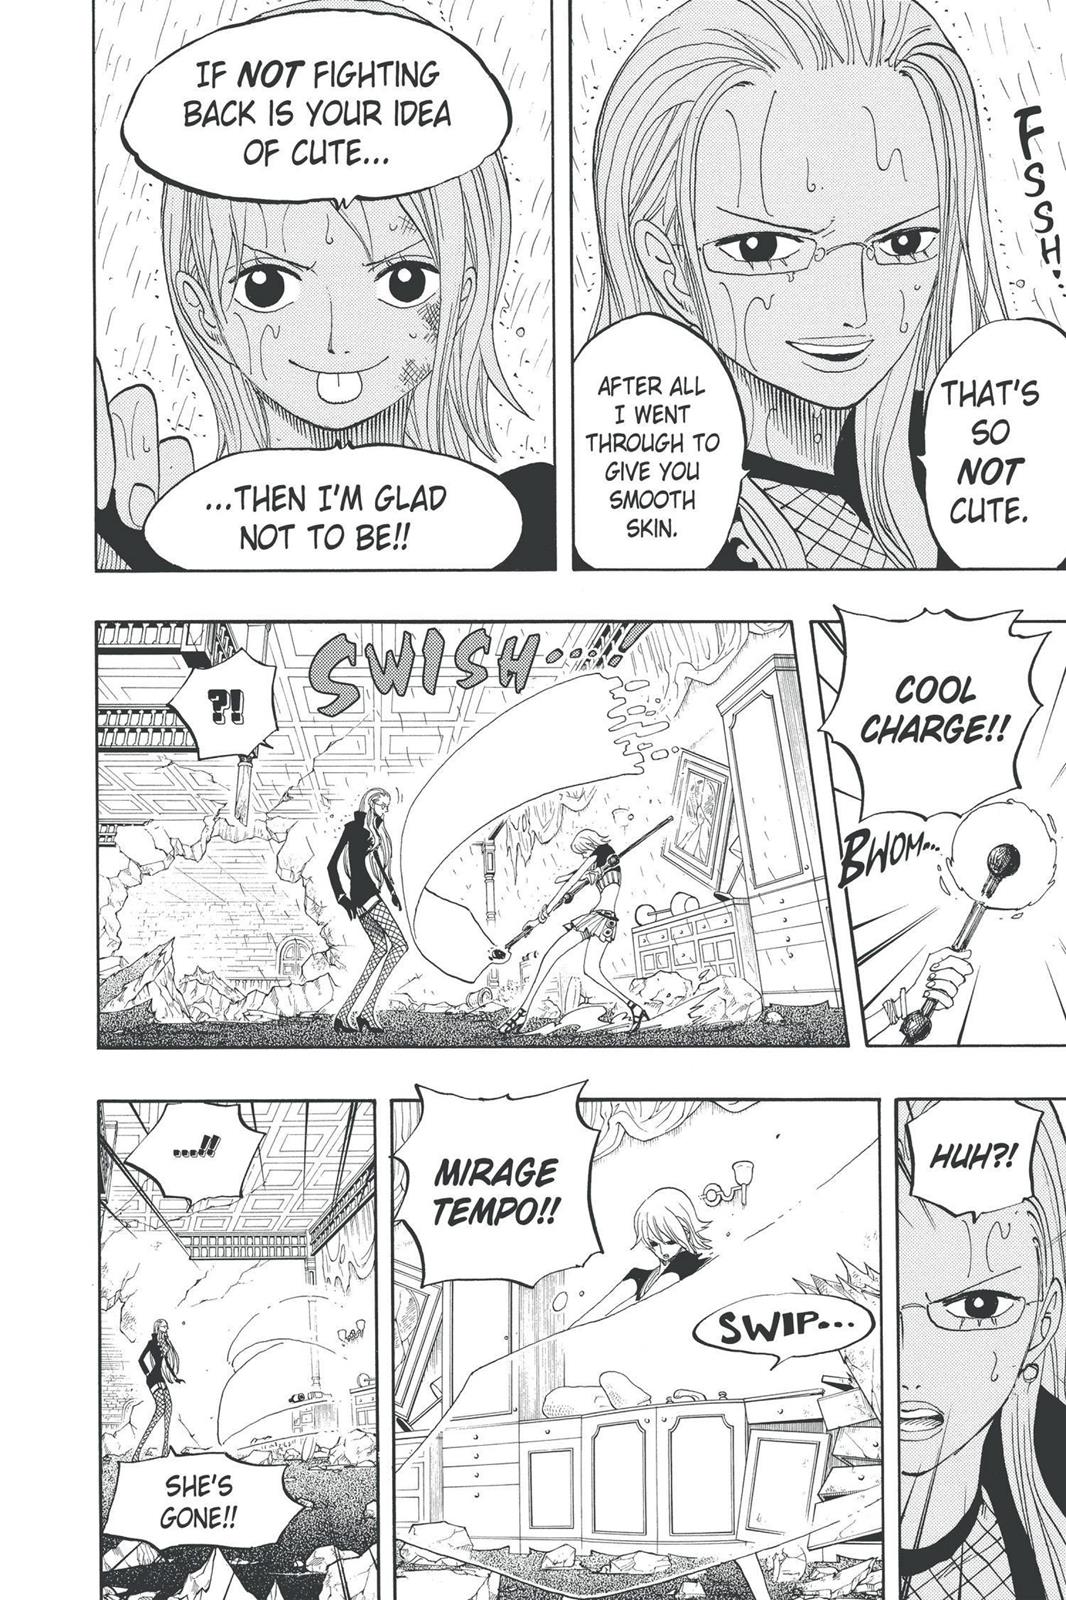 FSSH...
THAT'S
SO
NOT
CUTE.
AFTER ALL
I WENT
THROUGH TO
GIVE YOU
SMOOTH
SKIN.
IF NOT FIGHTING
BACK IS YOUR IDEA
OF CUTE...
...THEN I'M GLAD
NOT TO BE!!
COOL
CHARGE!!
BWOM...
SWISH....
?!
HUH?!
MIRAGE
TEMPO!!
SWIP...
...!!
SHE'S
GONE!!